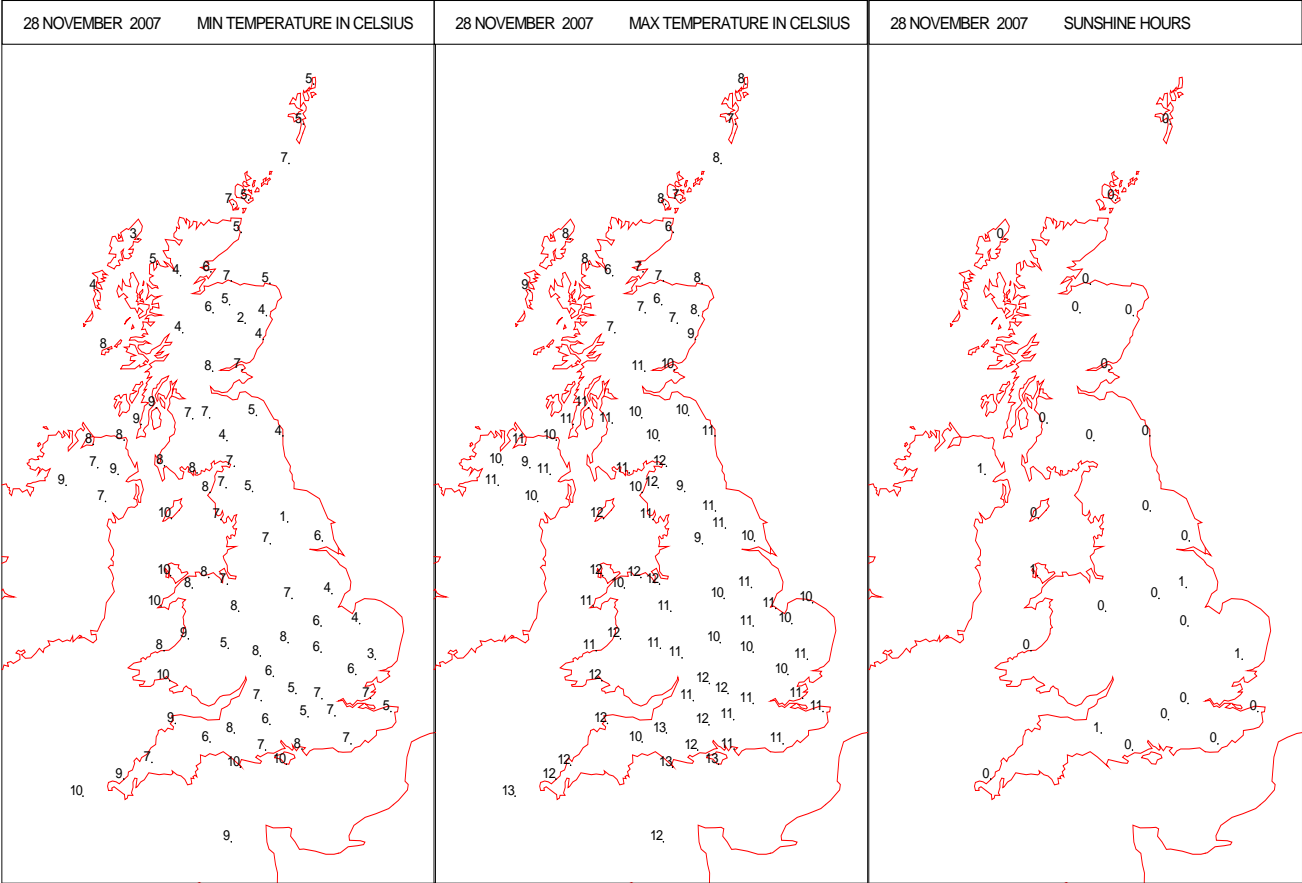 28 NOVEMBER 2007 MIN TEMPERATURE IN CELSIUS
5.
5.
7.
7. 5.
3. 5.
5. 4. 6.
4. 7. 5.
6. 5. 4.
2.
4. 4.
8. 8. 7.
9. 9. 7. 7. 5.
8. 8. 4. 4.
7. 9. 8. 8. 7.
9. 8. 7. 5.
7.
10. 7. 1.
7. 6.
10. 8. 8. 7.
7. 4.
10. 8.
6. 4.
9. 8.
8. 5. 8. 6. 3.
10. 6. 6.
7. 5. 7. 7. 5.
9. 8. 6. 5. 7.
6. 7. 8. 7.
7. 10. 10.
9.
10.
9.
28 NOVEMBER 2007 MAX TEMPERATURE IN CELSIUS
8.
7.
8.
8. 7.
8. 6.
8. 6. 7.
9. 7. 8.
7. 6. 8.
7.
7. 9.
11. 10.
11. 11. 11. 10. 10.
11. 10. 10. 11.
10. 9. 11. 11. 12.
11. 10. 12. 9.
10.
12. 11. 11.
11.
9. 10.
12. 10. 12. 12.
10. 11.
11. 11. 11. 10.
11. 10.
12. 10.
11. 11. 11. 10. 11.
12. 12. 10.
11. 12. 11. 11. 11.
12. 13. 12. 11.
10. 12. 11. 11.
12. 13. 13.
12.
13.
12.
28 NOVEMBER 2007 SUNSHINE HOURS
0.
0.
0.
0.
0. 0. 0.
0.
0. 0. 0.
1.
0. 0.
0.
1. 1.
0. 0.
0. 1.
0.
0. 0.
1. 0. 0.
0.